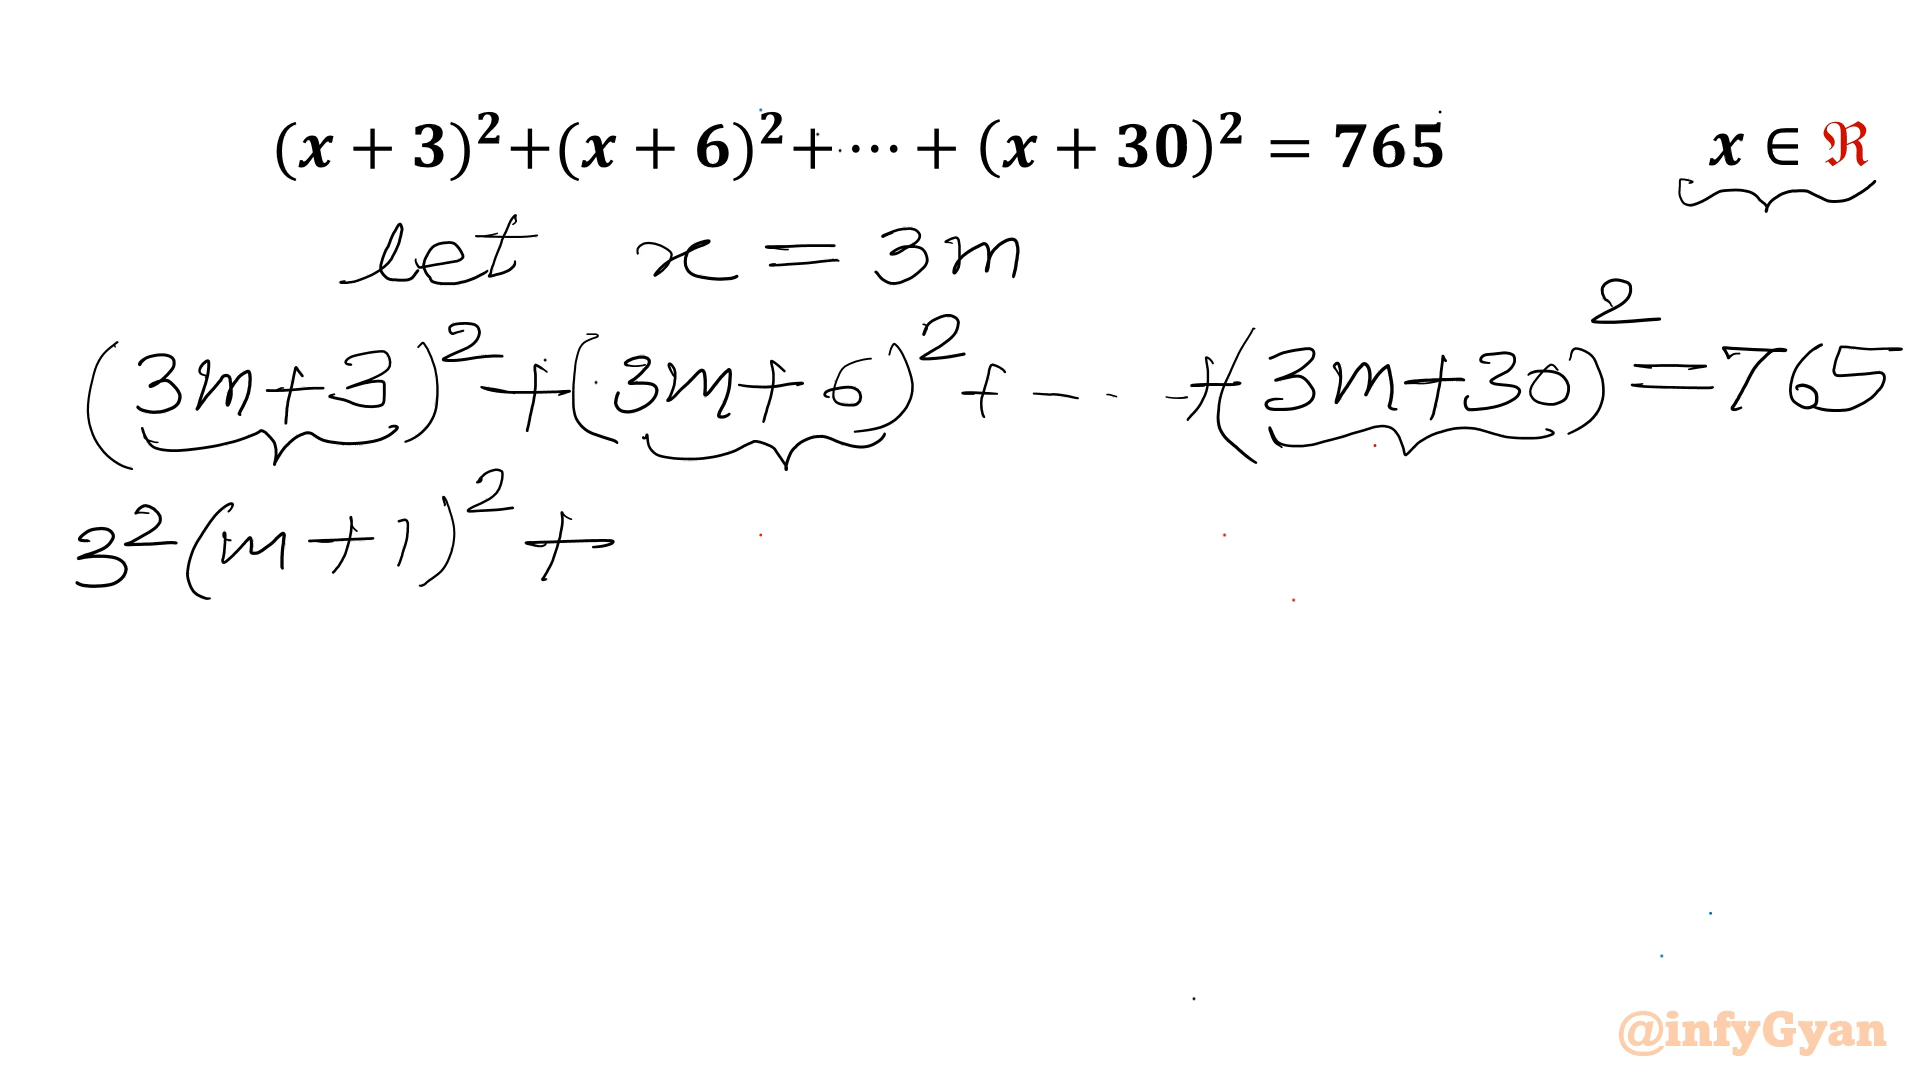 (x + 3)²+(x + 6)²+⋯ + (x + 30)² = 765 x ∈ ℜ
let x = 3m
(3m+3)²+(3m+6)²+ - - - +(3m+30)²=765
3²(m+1)²+
@infyGyan